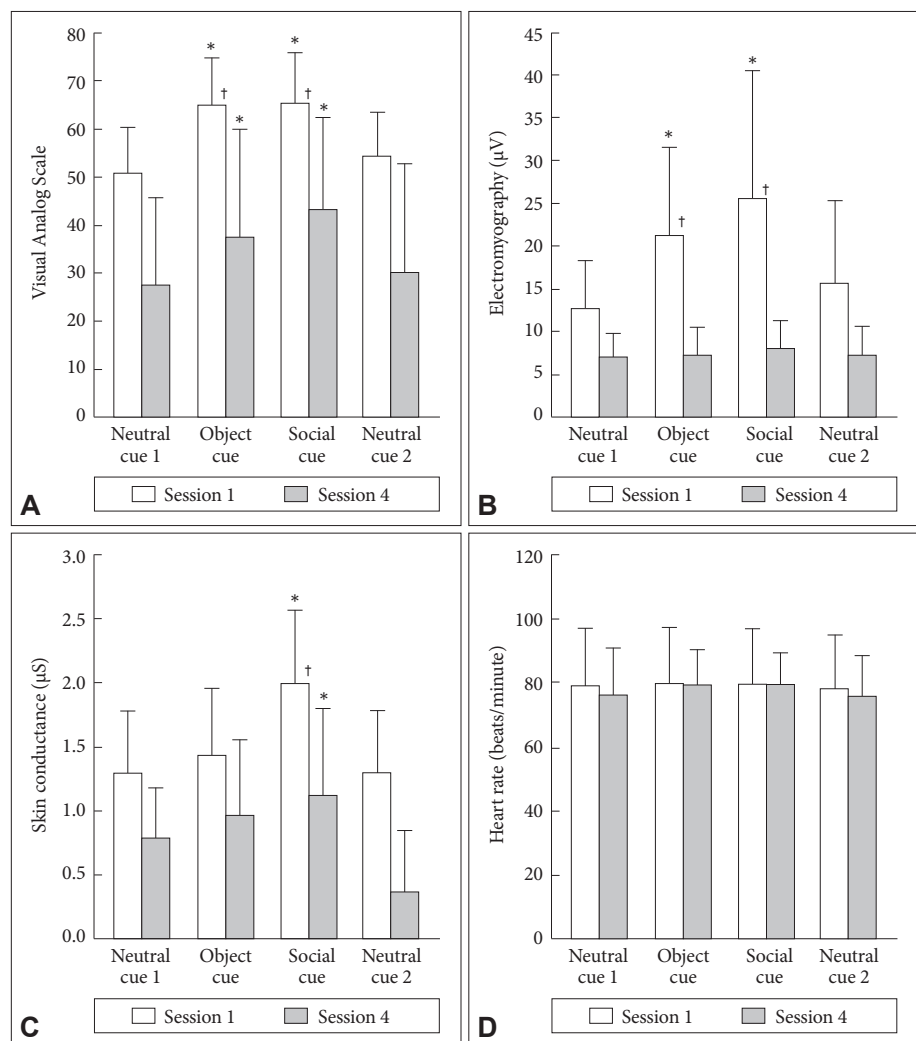 80
70
60
50
40
30
20
10
0
Visual Analog Scale
* † * * † *
Neutral cue 1
Object cue
Social cue
Neutral cue 2
Session 1 Session 4
A
45
40
35
30
25
20
15
10
5
0
Electromyography (µV)
* † * †
Neutral cue 1
Object cue
Social cue
Neutral cue 2
Session 1 Session 4
B
3.0
2.5
2.0
1.5
1.0
0.5
0.0
Skin conductance (µS)
* † *
Neutral cue 1
Object cue
Social cue
Neutral cue 2
Session 1 Session 4
C
120
100
80
60
40
20
0
Heart rate (beats/minute)
Neutral cue 1
Object cue
Social cue
Neutral cue 2
Session 1 Session 4
D